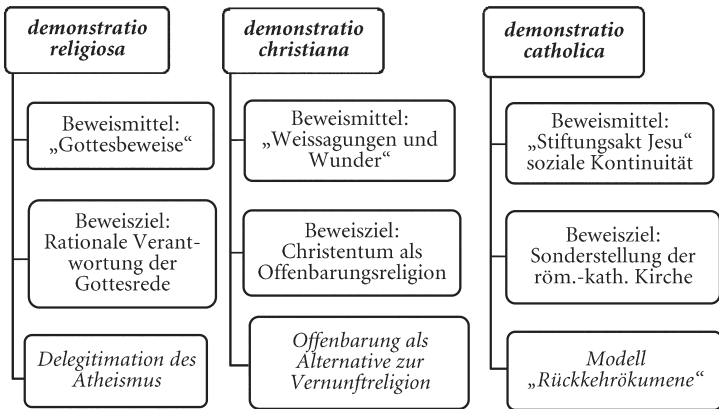 demonstratio
religiosa
Beweismittel:
„Gottesbeweise“
Beweisziel:
Rationale Verant-
wortung der
Gottesrede
Delegitimation des
Atheismus
demonstratio
christiana
Beweismittel:
„Weissagungen und
Wunder“
Beweisziel:
Christentum als
Offenbarungsreligion
Offenbarung als
Alternative zur
Vernunftreligion
demonstratio
catholica
Beweismittel:
„Stiftungsakt Jesu“
soziale Kontinuität
Beweisziel:
Sonderstellung der
röm.-kath. Kirche
Modell
„Rückkehrökumene“